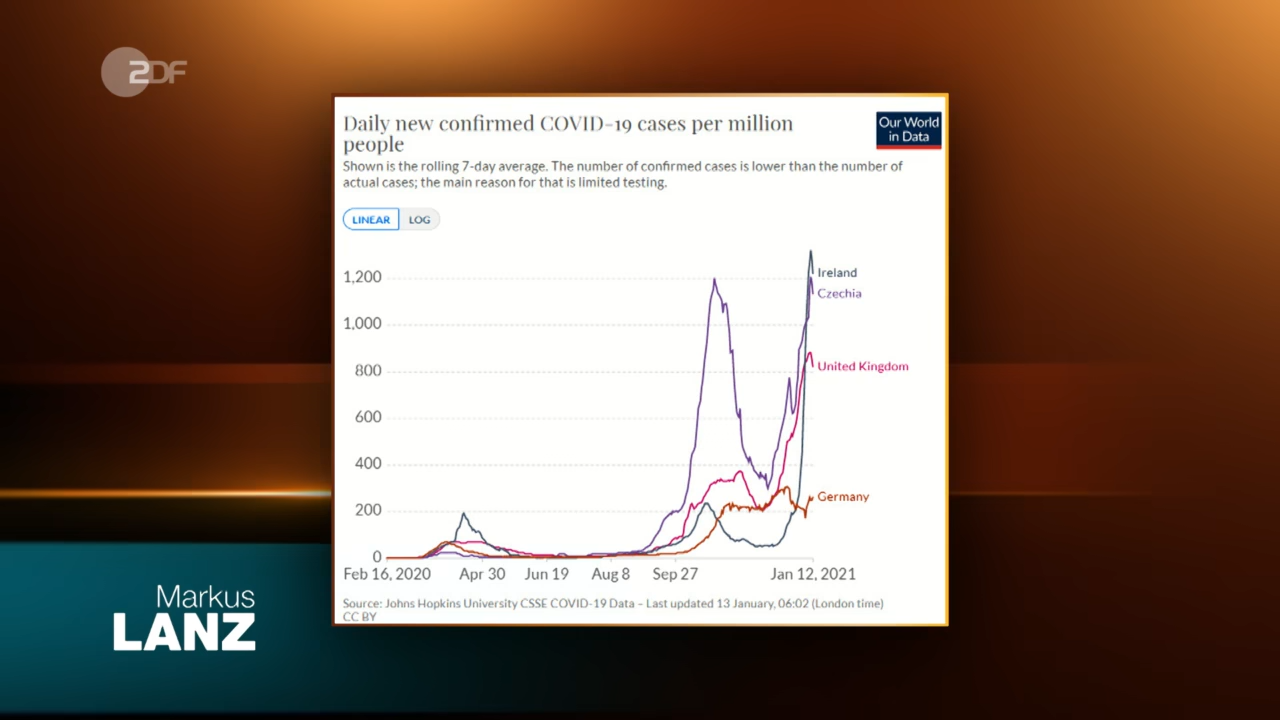 ZDF
Daily new confirmed COVID-19 cases per million
people
Our World
in Data
Shown is the rolling 7-day average. The number of confirmed cases is lower than the number of
actual cases; the main reason for that is limited testing.
LINEAR LOG
1,200
1,000
800
600
400
200
0
Ireland
Czechia
United Kingdom
Germany
Feb 16, 2020 Apr 30 Jun 19 Aug 8 Sep 27 Jan 12, 2021
Source: Johns Hopkins University CSSE COVID-19 Data – Last updated 13 January, 06:02 (London time)
CC BY
Markus
LANZ